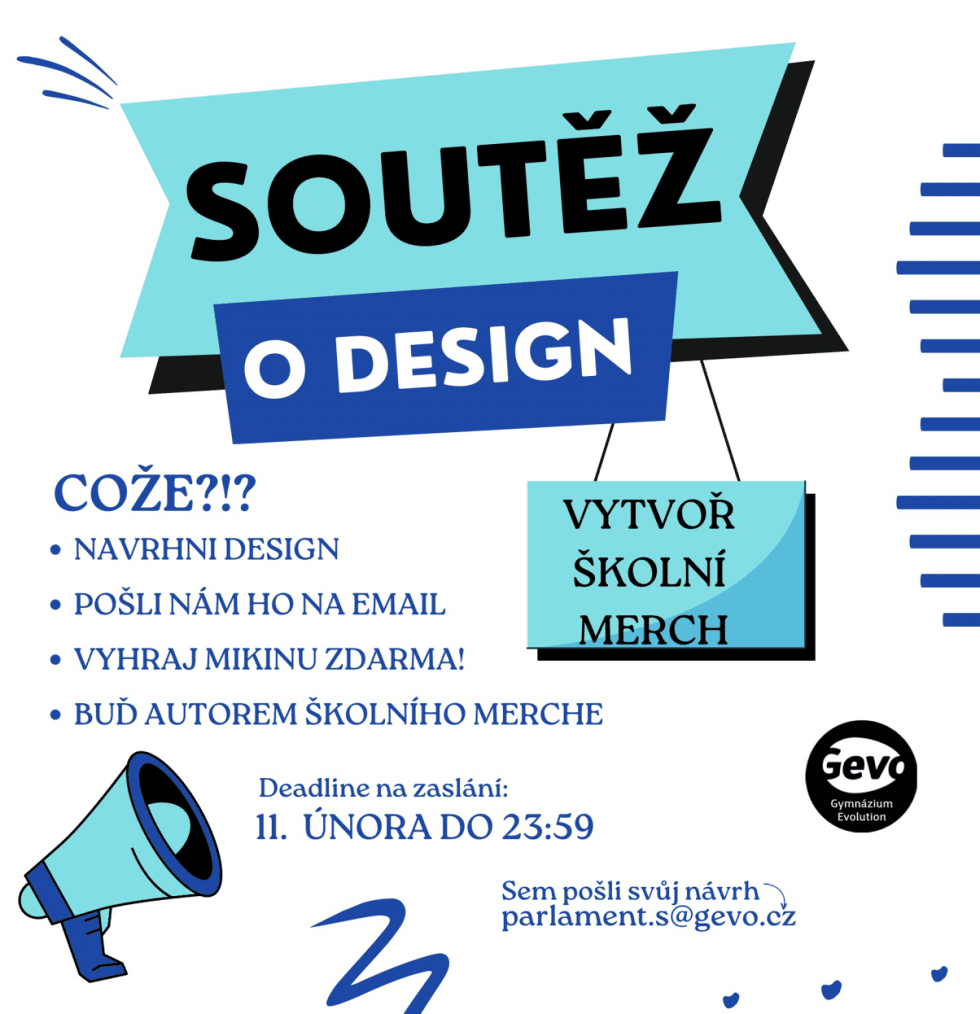 SOUTĚŽ
O DESIGN
VYTVOŘ
ŠKOLNÍ
MERCH
COŽE?!?
• NAVRHNI DESIGN
• POŠLI NÁM HO NA EMAIL
• VYHRAJ MIKINU ZDARMA!
• BUĎ AUTOREM ŠKOLNÍHO MERCHE
Gevo
Gymnázium
Evolution
Deadline na zaslání:
11. ÚNORA DO 23:59
Sem pošli svůj návrh
parlament.s@gevo.cz